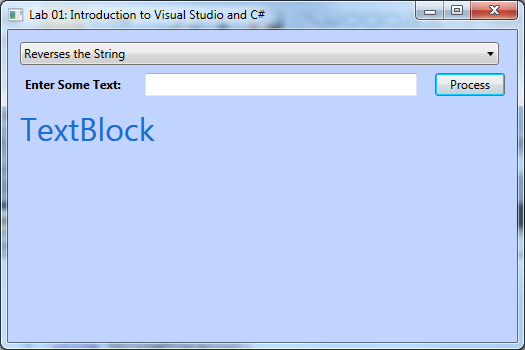 Lab 01: Introduction to Visual Studio and C#
Reverses the String
Enter Some Text: Process
TextBlock